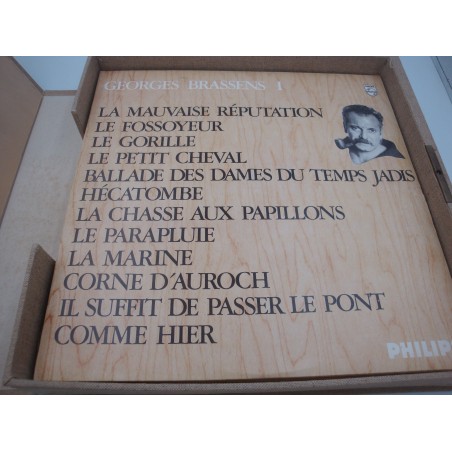 GEORGES BRASSENS I
LA MAUVAISE RÉPUTATION
LE FOSSOYEUR
LE GORILLE
LE PETIT CHEVAL
BALLADE DES DAMES DU TEMPS JADIS
HÉCATOMBE
LA CHASSE AUX PAPILLONS
LE PARAPLUIE
LA MARINE
CORNE D'AUROCH
IL SUFFIT DE PASSER LE PONT
COMME HIER
PHILIPS